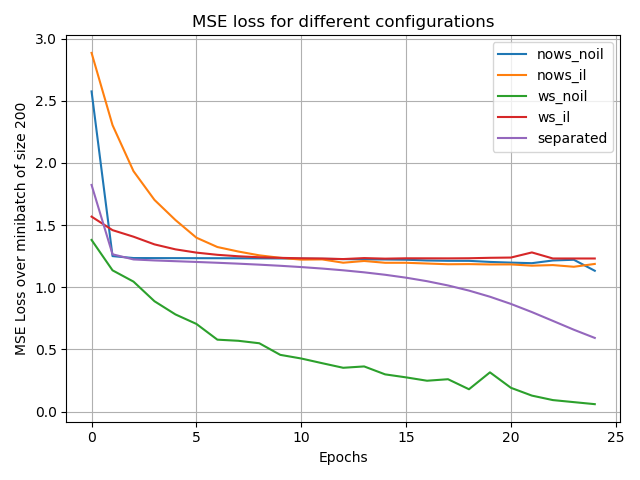 MSE loss for different configurations
MSE Loss over minibatch of size 200
3.0
2.5
2.0
1.5
1.0
0.5
0.0
0
5
10
15
20
25
Epochs
nows_noil
nows_il
ws_noil
ws_il
separated